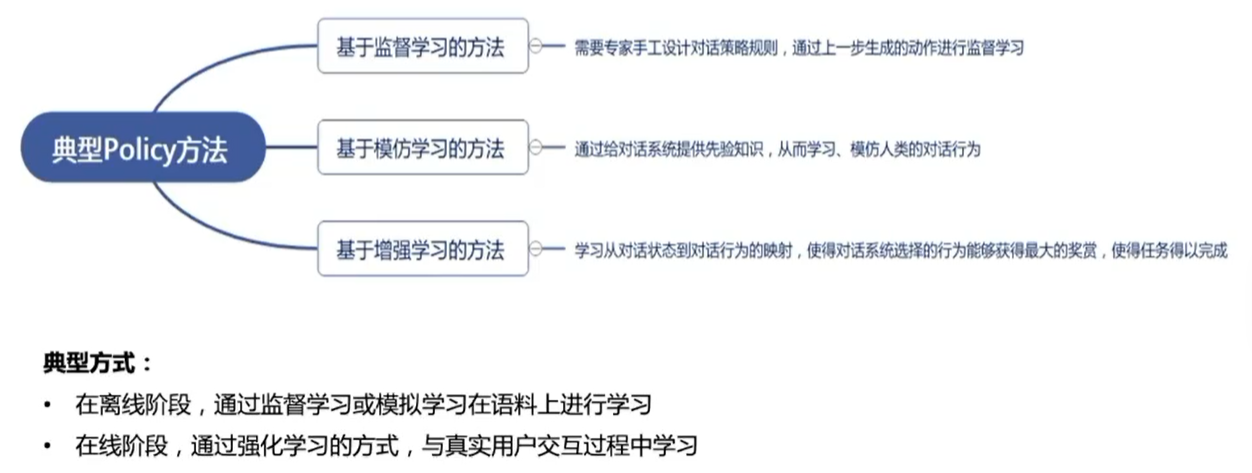 典型Policy方法
基于监督学习的方法
需要专家手工设计对话策略规则，通过上一步生成的动作进行监督学习
基于模仿学习的方法
通过给对话系统提供先验知识，从而学习、模仿人类的对话行为
基于增强学习的方法
学习从对话状态到对话行为的映射，使得对话系统选择的行为能够获得最大的奖赏，使得任务得以完成
典型方式：
• 在离线阶段，通过监督学习或模拟学习在语料上进行学习
• 在线阶段，通过强化学习的方式，与真实用户交互过程中学习